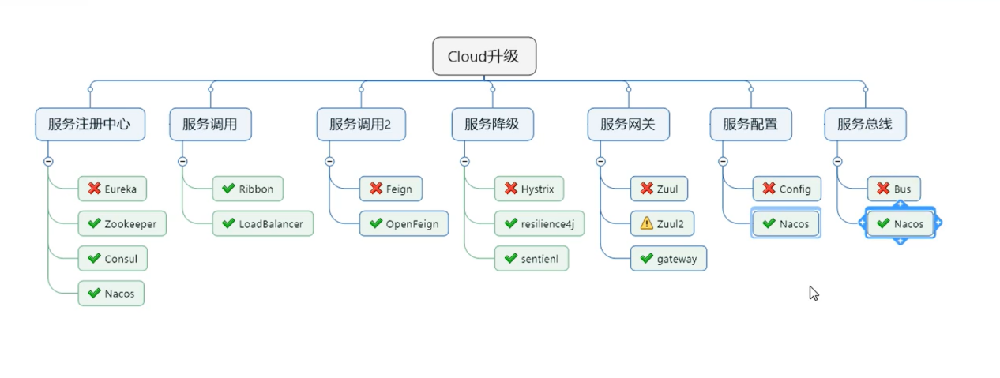 Cloud升级
服务注册中心
Eureka
Zookeeper
Consul
Nacos
服务调用
Ribbon
LoadBalancer
服务调用2
Feign
OpenFeign
服务降级
Hystrix
resilience4j
sentienl
服务网关
Zuul
Zuul2
gateway
服务配置
Config
Nacos
服务总线
Bus
Nacos